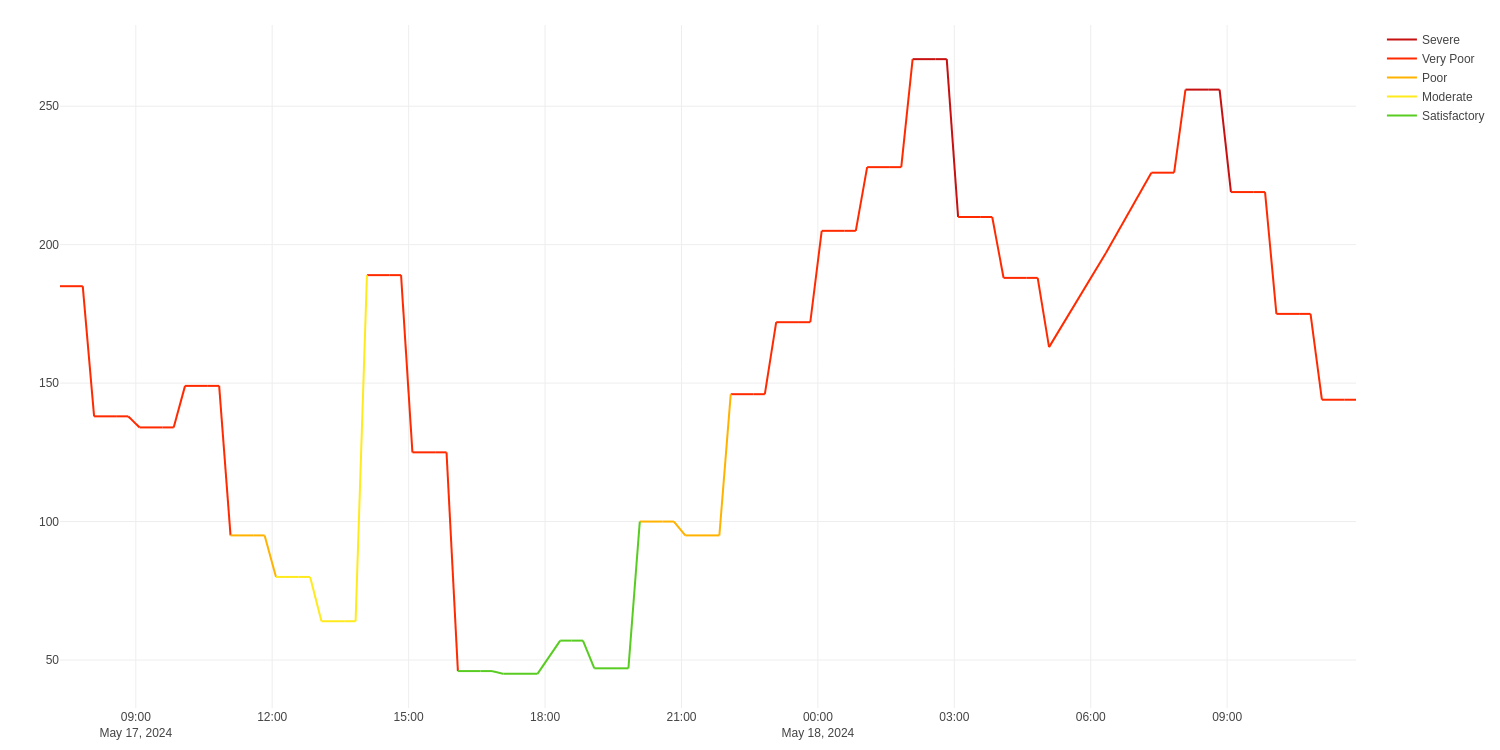 Severe
Very Poor
Poor
Moderate
Satisfactory
250
200
150
100
50
09:00
May 17, 2024
12:00
15:00
18:00
21:00
00:00
May 18, 2024
03:00
06:00
09:00